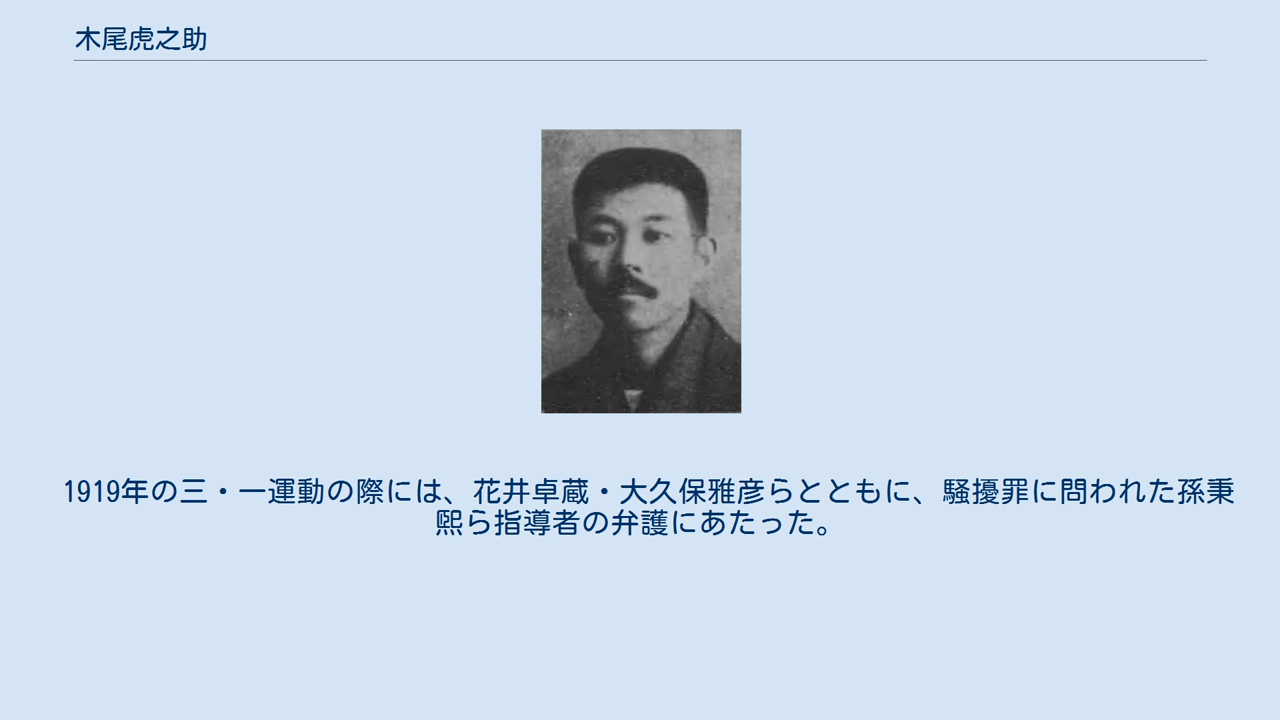 木尾虎之助
1919年の三・一運動の際には、花井卓蔵・大久保雅彦らとともに、騒擾罪に問われた孫秉
熙ら指導者の弁護にあたった。